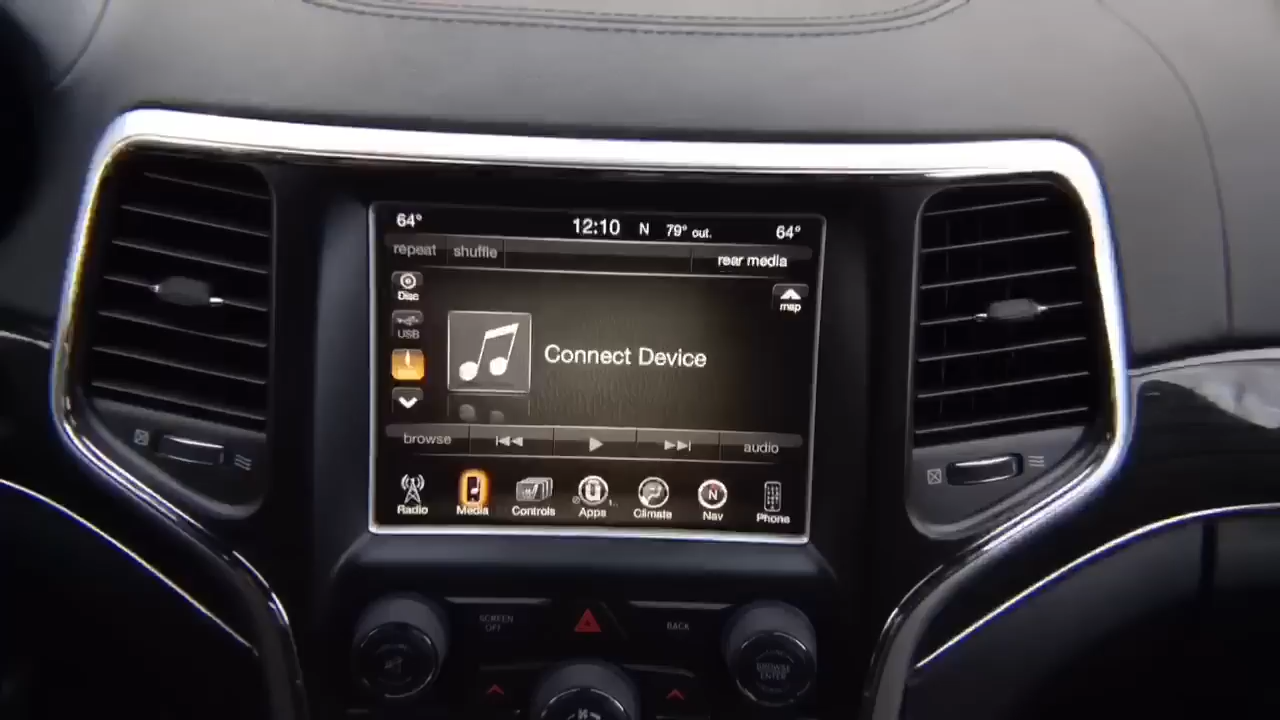 64° 12:10 N 79° out. 64°
repeat shuffle rear media
Disc
map
USB
Connect Device
browse audio
Radio Media Controls Apps Climate Nav Phone
N
SCREEN OFF
BACK
BROWSE
ENTER